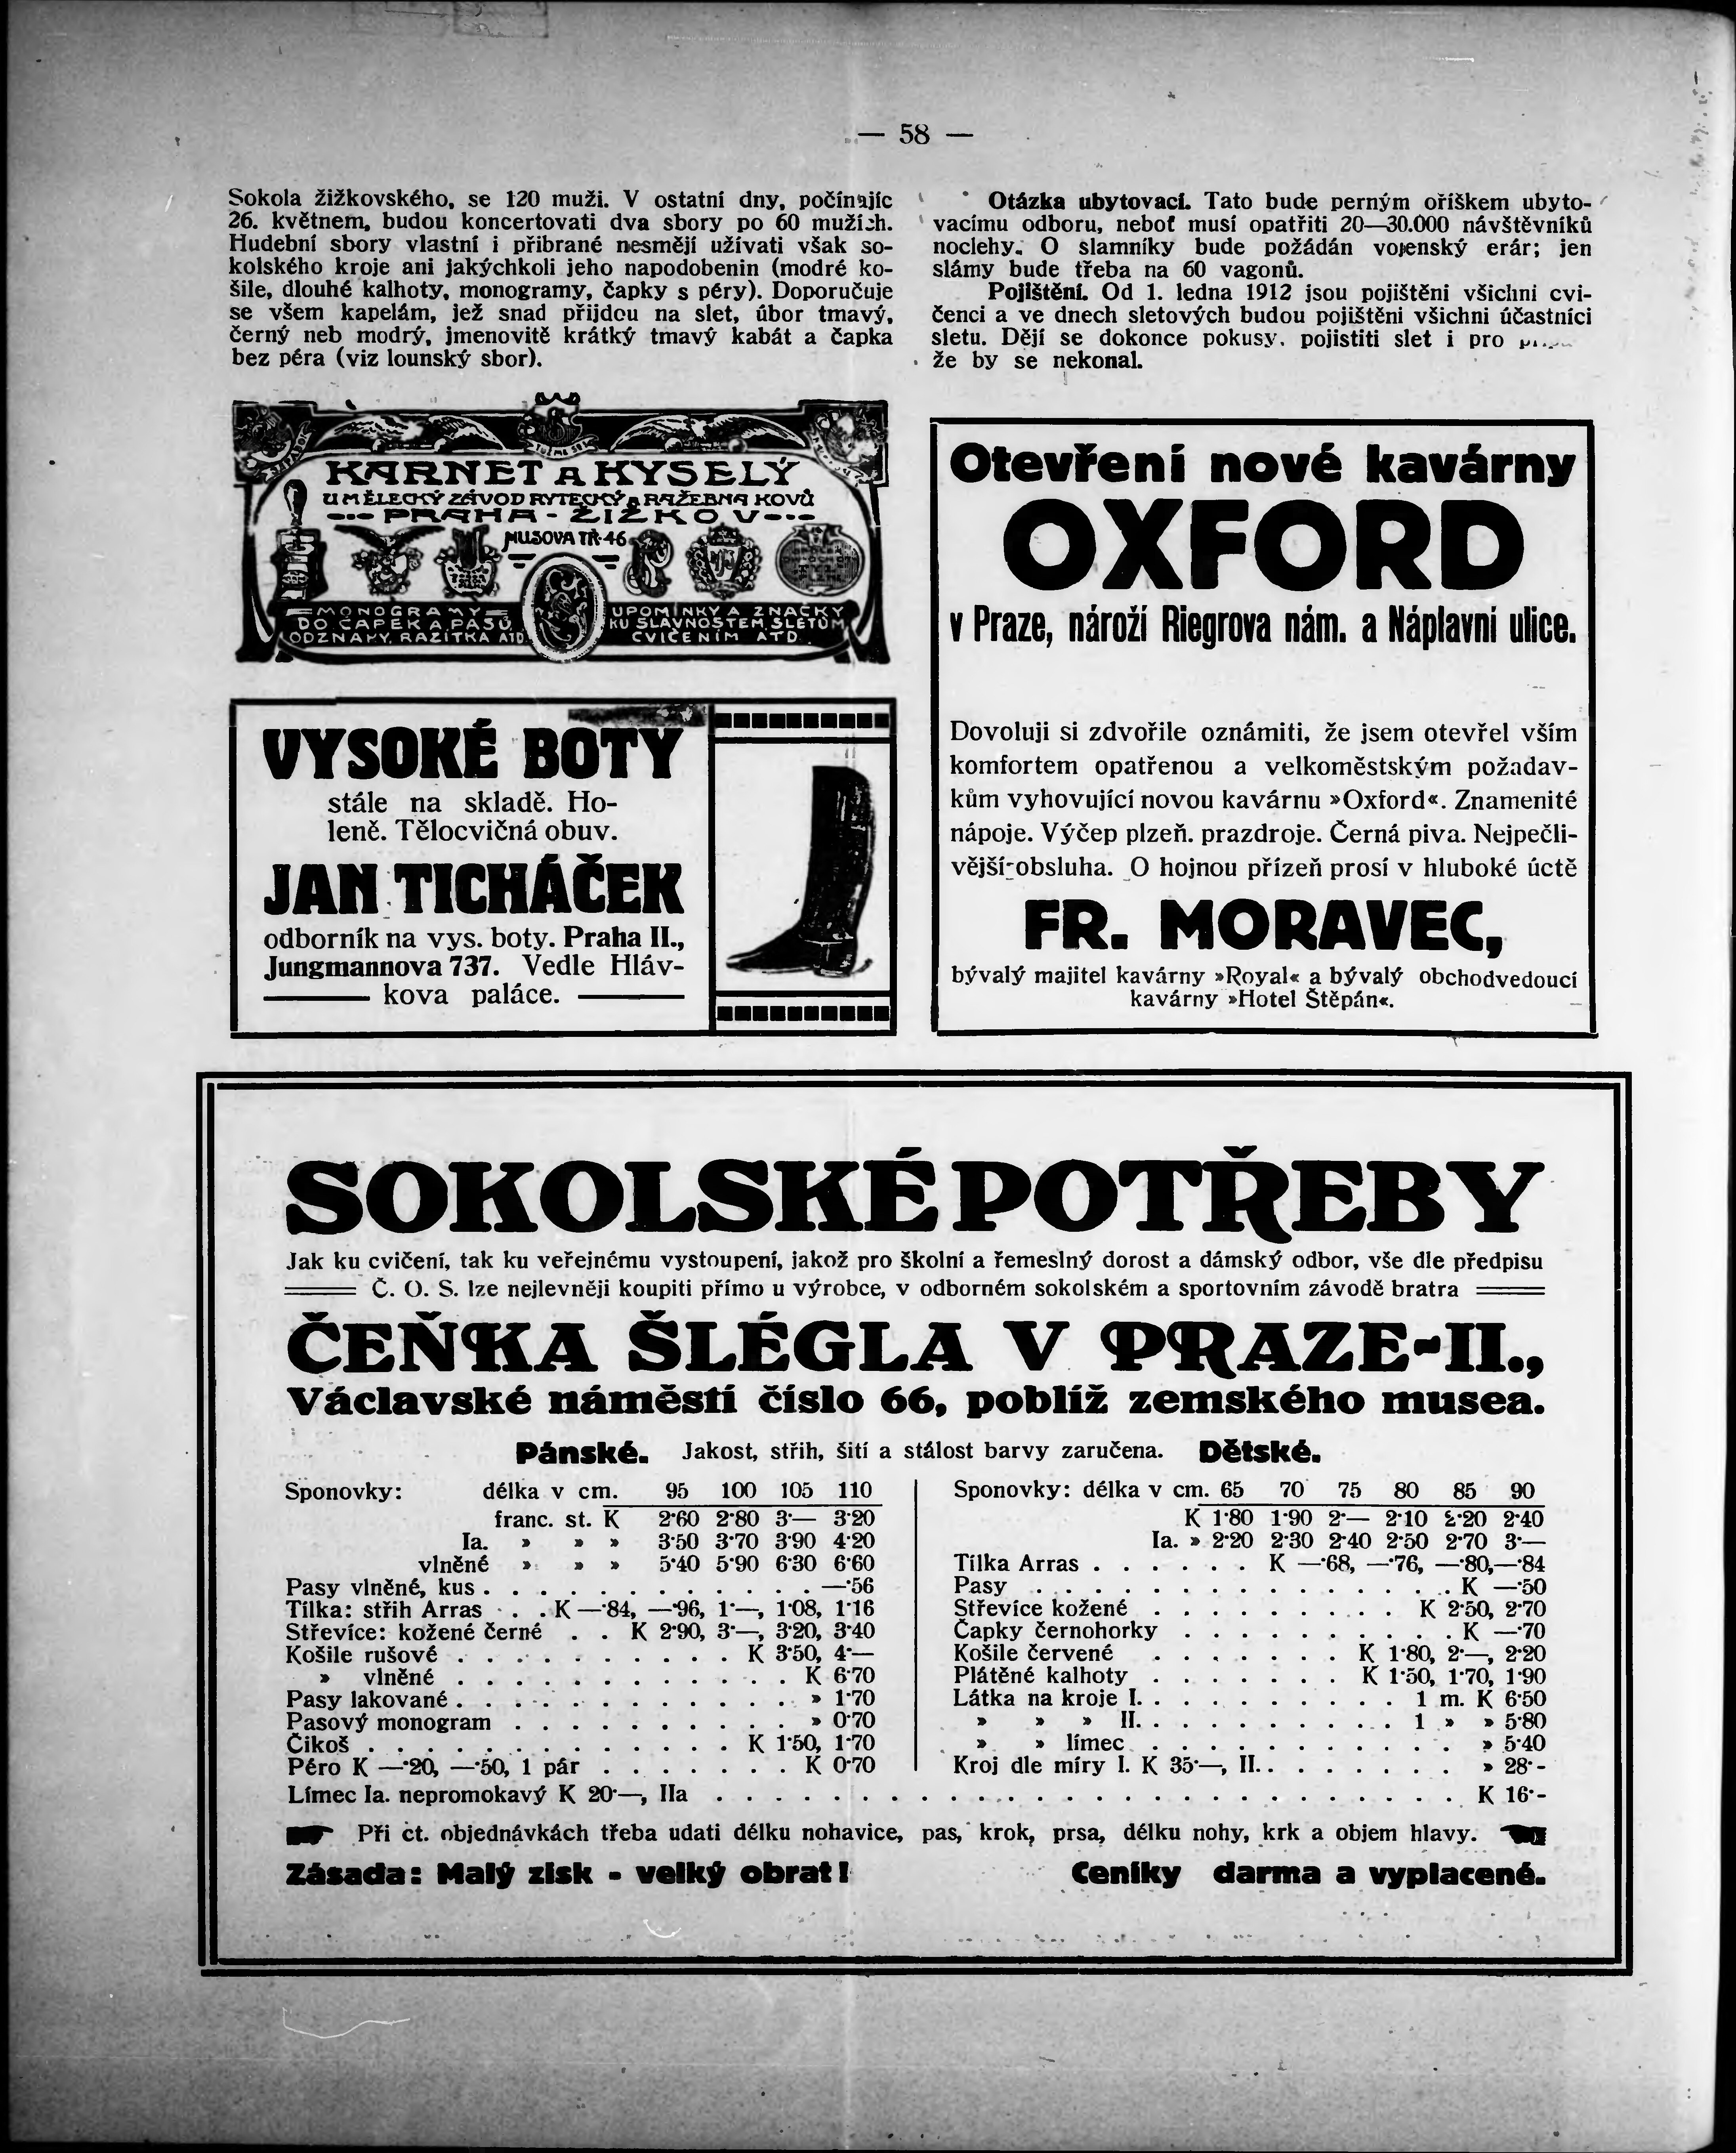 — 58 —
Sokola žižkovského, se 120 muži. V ostatní dny, počínajíc
26. květnem, budou koncertovati dva sbory po 60 mužích.
Hudební sbory vlastní i přibrané nesmějí užívati však so-
kolského kroje ani jakýchkoli jeho napodobenin (modré ko-
šile, dlouhé kalhoty, monogramy, čapky s péry). Doporučuje
se všem kapelám, jež snad přijdou na slet, úbor tmavý,
černý neb modrý, jmenovitě krátký tmavý kabát a čapka
bez péra (viz lounský sbor).
Otázka ubytovací. Tato bude perným oříškem ubyto-
vacímu odboru, neboť musí opatřiti 20—30.000 návštěvníků
noclehy. O slamníky bude požádán vojenský erár; jen
slámy bude třeba na 60 vagonů.
Pojištění. Od 1. ledna 1912 jsou pojištěni všichni cvi-
čenci a ve dnech sletových budou pojištěni všichni účastníci
sletu. Dějí se dokonce pokusy, pojistiti slet i pro
že by se nekonal.
KARNET A KYSELÝ
UMĚLECKÝ ZÁVOD RYTECKÝ A RAŽEBNA KOVŮ
PRAHA - ŽIŽKOV
HUSOVA TŘ. 46
MONOGRAMY
DO ČAPEK A PASŮ,
ODZNAKY, RAZÍTKA ATD.
UPOMÍNKY A ZNAČKY
KU SLAVNOSTEM, SLETŮM
CVIČENÍM ATD.
VYSOKÉ BOTY
stále na skladě. Ho-
leně. Tělocvičná obuv.
JAN TICHÁČEK
odborník na vys. boty. Praha II.,
Jungmannova 737. Vedle Hláv-
kova paláce.
Otevření nové kavárny
OXFORD
v Praze, nároží Riegrova nám. a Náplavní ulice.
Dovoluji si zdvořile oznámiti, že jsem otevřel vším
komfortem opatřenou a velkoměstským požadav-
kům vyhovující novou kavárnu »Oxford«. Znamenité
nápoje. Výčep plzeň. prazdroje. Černá piva. Nejpečli-
vější obsluha. O hojnou přízeň prosí v hluboké úctě
FR. MORAVEC,
bývalý majitel kavárny »Royal« a bývalý obchodvedoucí
kavárny »Hotel Štěpán«.
SOKOLSKÉ POTŘEBY
Jak ku cvičení, tak ku veřejnému vystoupení, jakož pro školní a řemeslný dorost a dámský odbor, vše dle předpisu
Č. O. S. lze nejlevněji koupiti přímo u výrobce, v odborném sokolském a sportovním závodě bratra
ČEŇKA ŠLÉGLA V PRAZE-II.,
Václavské náměstí číslo 66, poblíž zemského musea.
Pánské. Jakost, střih, šití a stálost barvy zaručena. Dětské.
Sponovky: délka v cm. 95 100 105 110
franc. st. K 2·60 2·80 3·— 3·20
Ia. » » » 3·50 3·70 3·90 4·20
vlněné » » » 5·40 5·90 6·30 6·60
Pasy vlněné, kus . . . . . . . . . . . . —·56
Tílka: střih Arras . . K —·84, —·96, 1·—, 1·08, 1·16
Střevíce: kožené černé . . K 2·90, 3·—, 3·20, 3·40
Košile rušové . . . . . . . . . . K 3·50, 4·—
» vlněné . . . . . . . . . . . . K 6·70
Pasy lakované . . . . . . . . . . . . » 1·70
Pasový monogram . . . . . . . . . . » 0·70
Čikoš . . . . . . . . . . . . . K 1·50, 1·70
Péro K —·20, —·50, 1 pár . . . . . . . K 0·70
Sponovky: délka v cm. 65 70 75 80 85 90
K 1·80 1·90 2·— 2·10 2·20 2·40
Ia. » 2·20 2·30 2·40 2·50 2·70 3·—
Tílka Arras . . . . . . K —·68, —·76, —·80, —·84
Pasy . . . . . . . . . . . . . . . K —·50
Střevíce kožené . . . . . . . . . K 2·50, 2·70
Čapky černohorky . . . . . . . . . . K —·70
Košile červené . . . . . . . K 1·80, 2·—, 2·20
Plátěné kalhoty . . . . . . . K 1·50, 1·70, 1·90
Látka na kroje I. . . . . . . . . . 1 m. K 6·50
» » » II. . . . . . . . . . 1 » » 5·80
» » límec . . . . . . . . . . . » 5·40
Kroj dle míry I. K 35·—, II. . . . . . . . » 28·-
Límec Ia. nepromokavý K 20·—, IIa . . . . . . . . . . . . . . . . . . . . . . . . . K 16·-
Při ct. objednávkách třeba udati délku nohavice, pas, krok, prsa, délku nohy, krk a objem hlavy.
Zásada: Malý zisk - velký obrat! Ceníky darma a vyplacené.